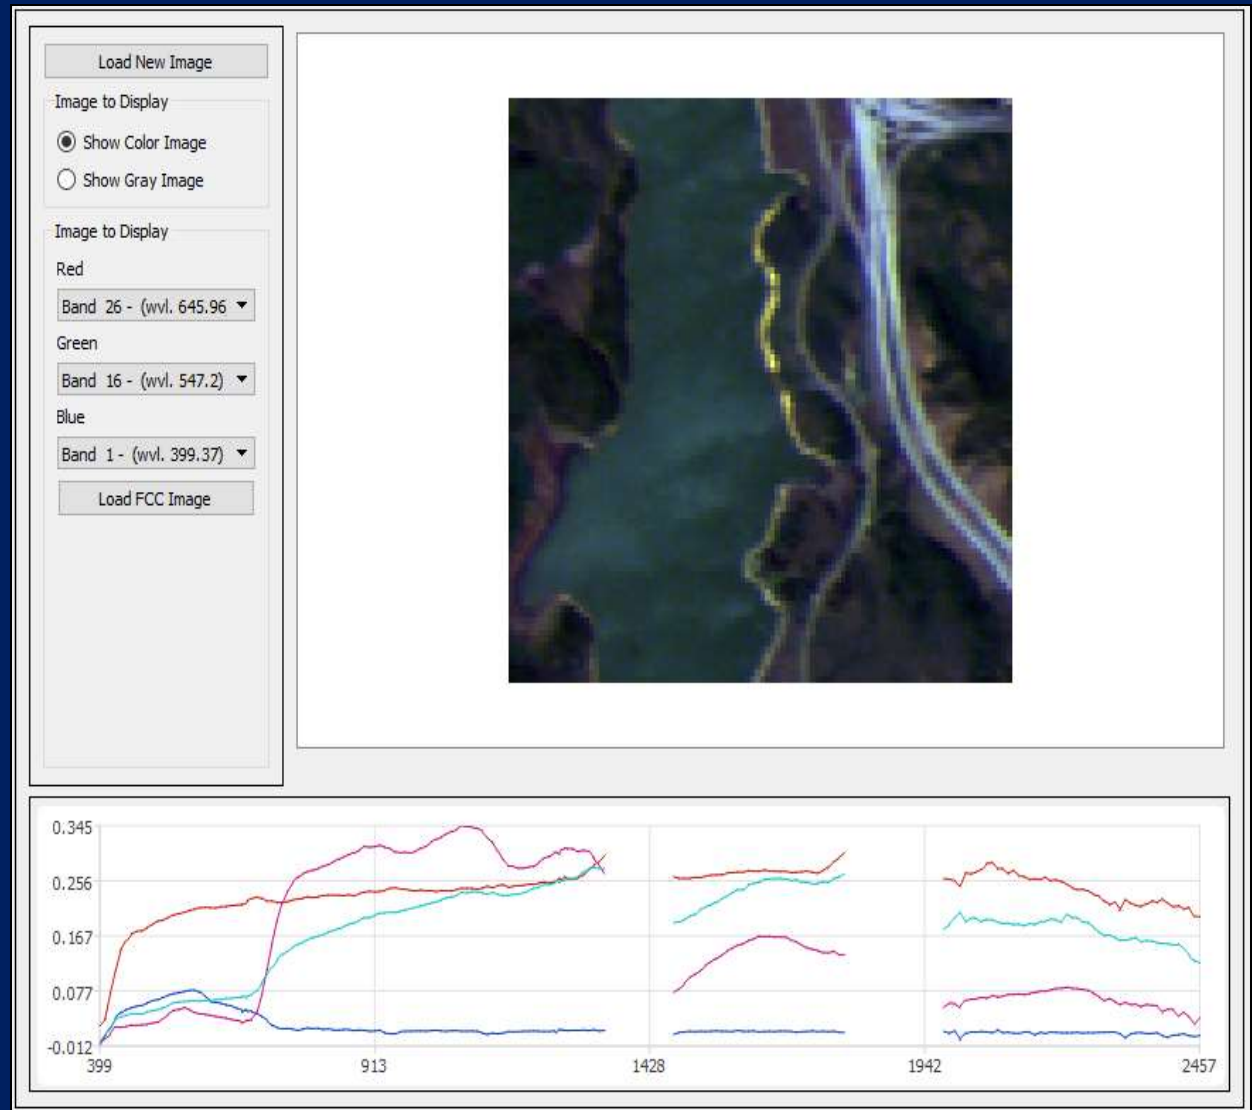 Load New Image
Image to Display
Show Color Image
Show Gray Image
Image to Display
Red
Band 26 - (wvl. 645.96
Green
Band 16 - (wvl. 547.2)
Blue
Band 1 - (wvl. 399.37)
Load FCC Image
0.345
0.256
0.167
0.077
-0.012
399 913 1428 1942 2457